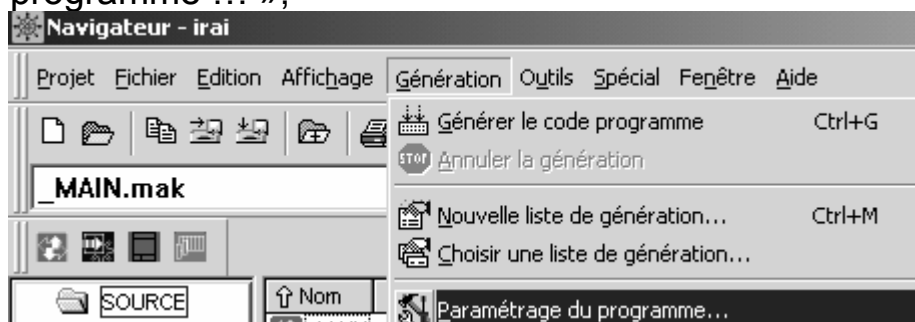 programme … »,
Navigateur - irai
Projet Fichier Edition Affichage Génération Outils Spécial Fenêtre Aide
Générer le code programme Ctrl+G
STOP Annuler la génération
_MAIN.mak
Nouvelle liste de génération... Ctrl+M
Choisir une liste de génération...
SOURCE Nom
Paramétrage du programme...